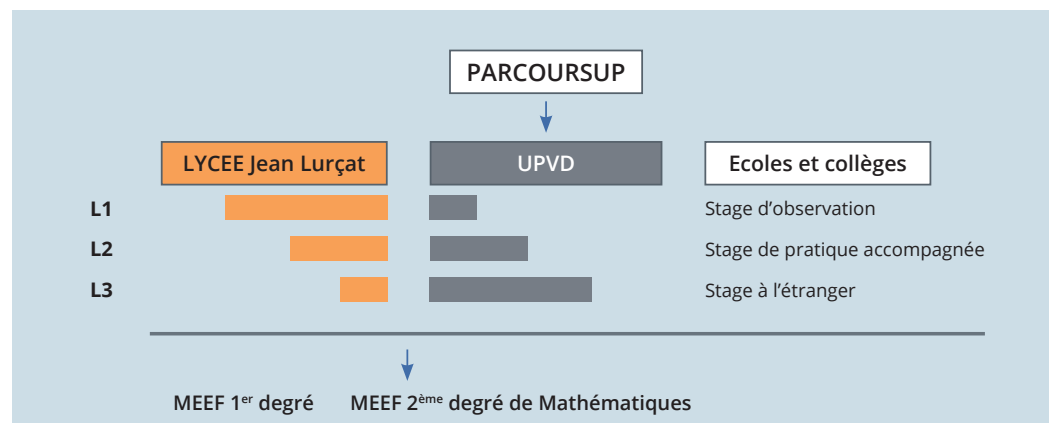 PARCOURSUP
LYCEE Jean Lurçat UPVD Ecoles et collèges
L1 Stage d’observation
L2 Stage de pratique accompagnée
L3 Stage à l’étranger
MEEF 1er degré MEEF 2ème degré de Mathématiques